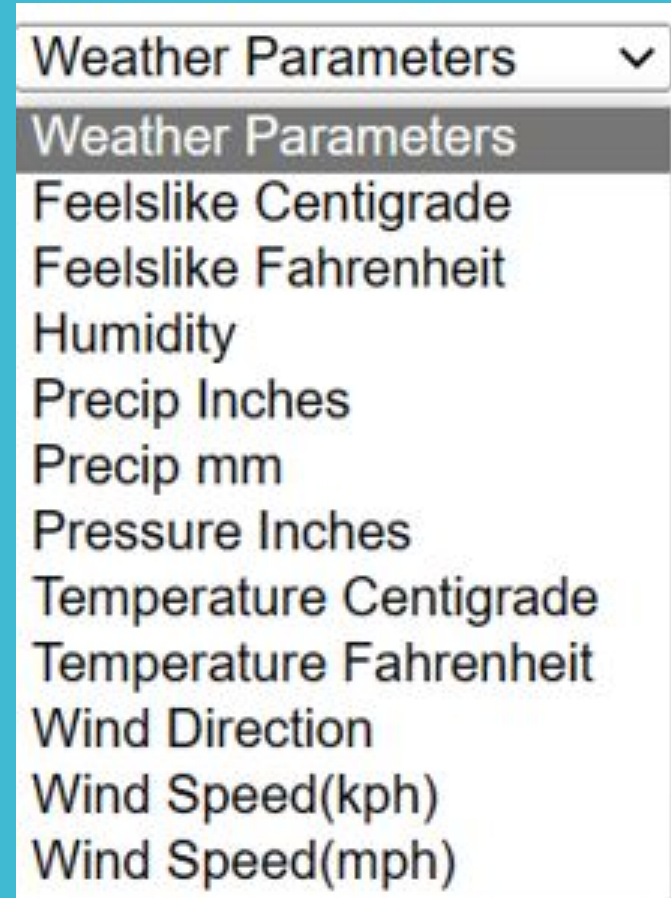 Weather Parameters
Weather Parameters
Feelslike Centigrade
Feelslike Fahrenheit
Humidity
Precip Inches
Precip mm
Pressure Inches
Temperature Centigrade
Temperature Fahrenheit
Wind Direction
Wind Speed(kph)
Wind Speed(mph)